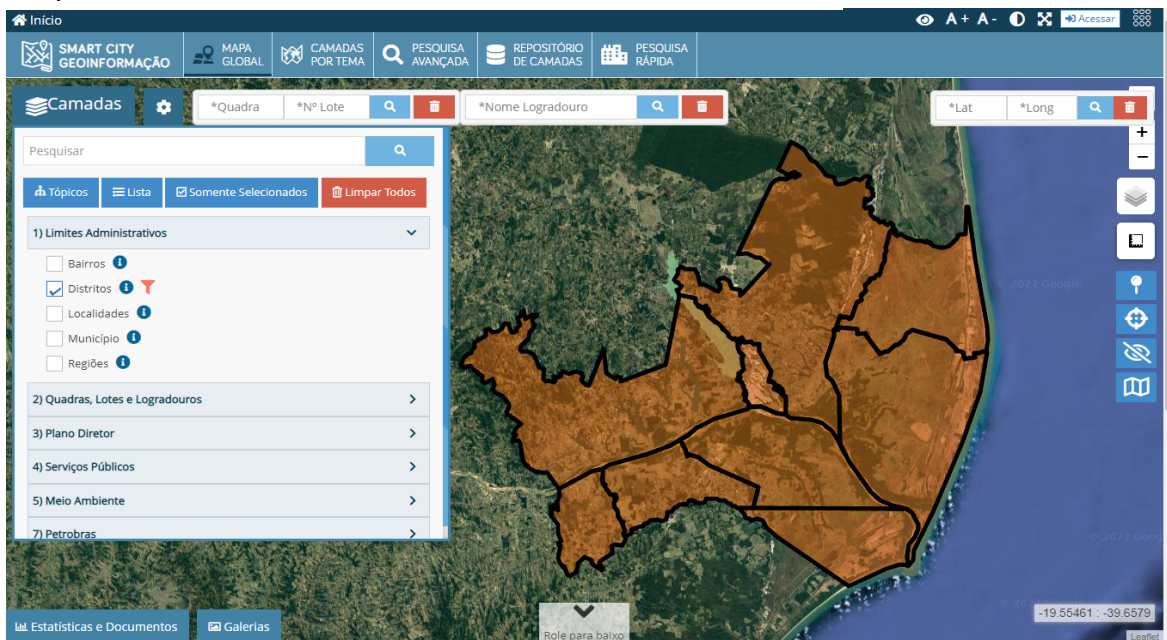 Início
A+ A-
Acessar
SMART CITY
GEOINFORMAÇÃO
MAPA
GLOBAL
CAMADAS
POR TEMA
PESQUISA
AVANÇADA
REPOSITÓRIO
DE CAMADAS
PESQUISA
RÁPIDA
Camadas
*Quadra
*Nº Lote
*Nome Logradouro
*Lat
*Long
+
−
Pesquisar
Tópicos
Lista
Somente Selecionados
Limpar Todos
1) Limites Administrativos
Bairros
Distritos
Localidades
Município
Regiões
2) Quadras, Lotes e Logradouros
3) Plano Diretor
4) Serviços Públicos
5) Meio Ambiente
7) Petrobras
© 2022 Google
© 2022 Goog
-19.55461 : -39.6579
Leaflet
Estatísticas e Documentos
Galerias
Role para baixo